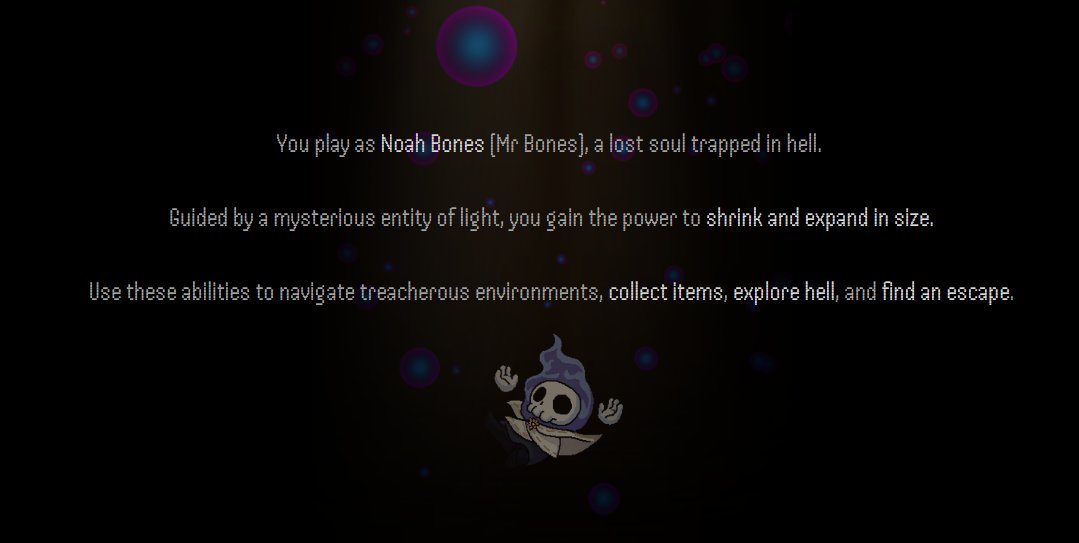 You play as Noah Bones (Mr Bones), a lost soul trapped in hell.
Guided by a mysterious entity of light, you gain the power to shrink and expand in size.
Use these abilities to navigate treacherous environments, collect items, explore hell, and find an escape.